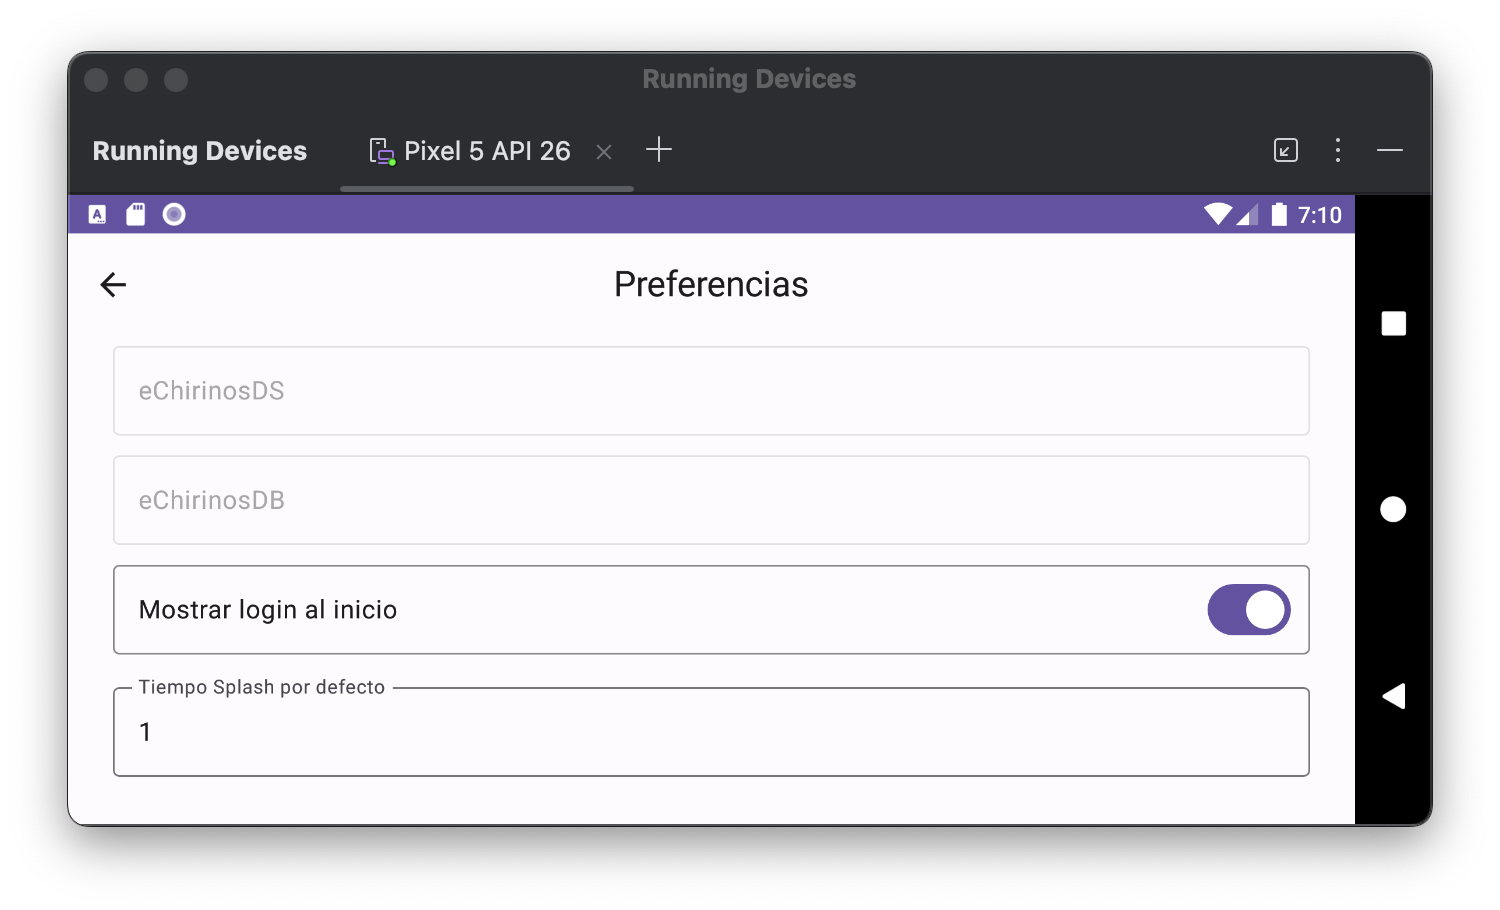 Running Devices
Running Devices Pixel 5 API 26
A 7:10
Preferencias
eChirinosDS
eChirinosDB
Mostrar login al inicio
Tiempo Splash por defecto
1